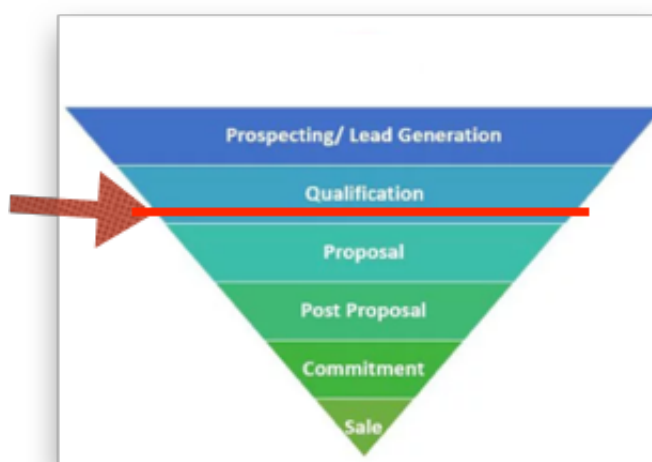 Prospecting/ Lead Generation
Qualification
Proposal
Post Proposal
Commitment
Sale